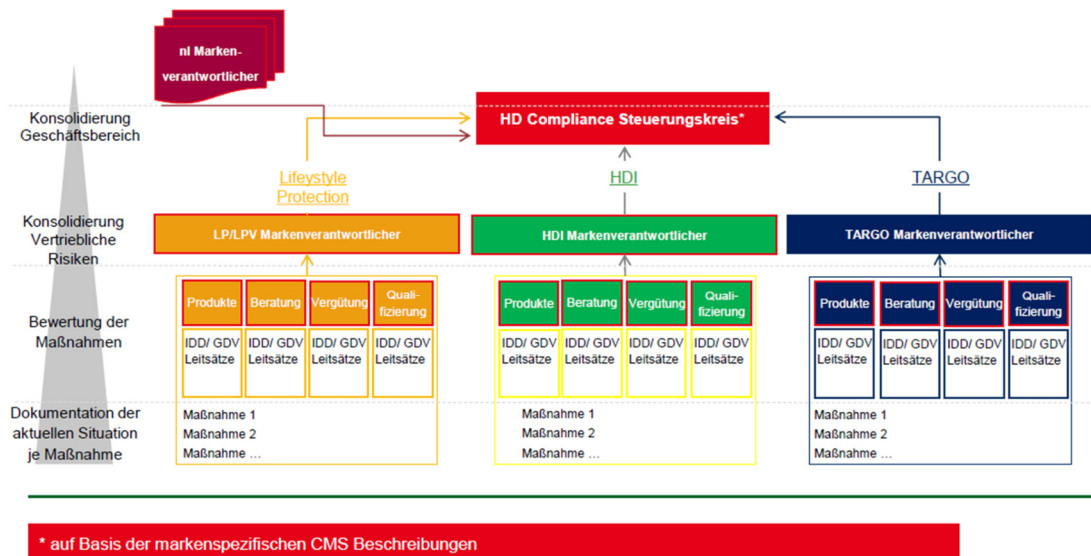 nl Marken-
verantwortlicher
Konsolidierung
Geschäftsbereich
HD Compliance Steuerungskreis*
Lifeystyle
Protection
HDI
TARGO
Konsolidierung
Vertriebliche
Risiken
LP/LPV Markenverantwortlicher
HDI Markenverantwortlicher
TARGO Markenverantwortlicher
Bewertung der
Maßnahmen
Produkte
Beratung
Vergütung
Quali-
fizierung
IDD/ GDV
Leitsätze
IDD/ GDV
Leitsätze
IDD/ GDV
Leitsätze
IDD/ GDV
Leitsätze
Produkte
Beratung
Vergütung
Quali-
fizierung
IDD/ GDV
Leitsätze
IDD/ GDV
Leitsätze
IDD/ GDV
Leitsätze
IDD/ GDV
Leitsätze
Produkte
Beratung
Vergütung
Quali-
fizierung
IDD/ GDV
Leitsätze
IDD/ GDV
Leitsätze
IDD/ GDV
Leitsätze
IDD/ GDV
Leitsätze
Dokumentation der
aktuellen Situation
je Maßnahme
Maßnahme 1
Maßnahme 2
Maßnahme ...
Maßnahme 1
Maßnahme 2
Maßnahme ...
Maßnahme 1
Maßnahme 2
Maßnahme ...
* auf Basis der markenspezifischen CMS Beschreibungen